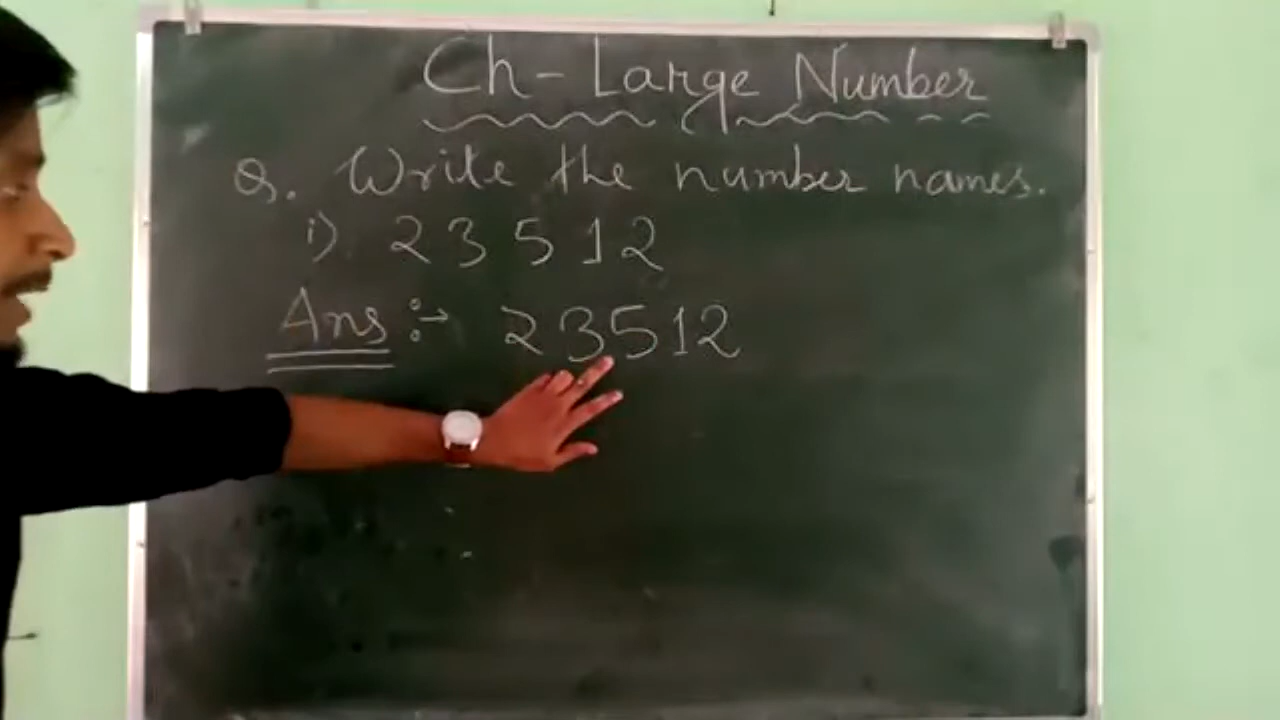 Ch - Large Number
Q. Write the number names.
i) 23512
Ans :→ 23512